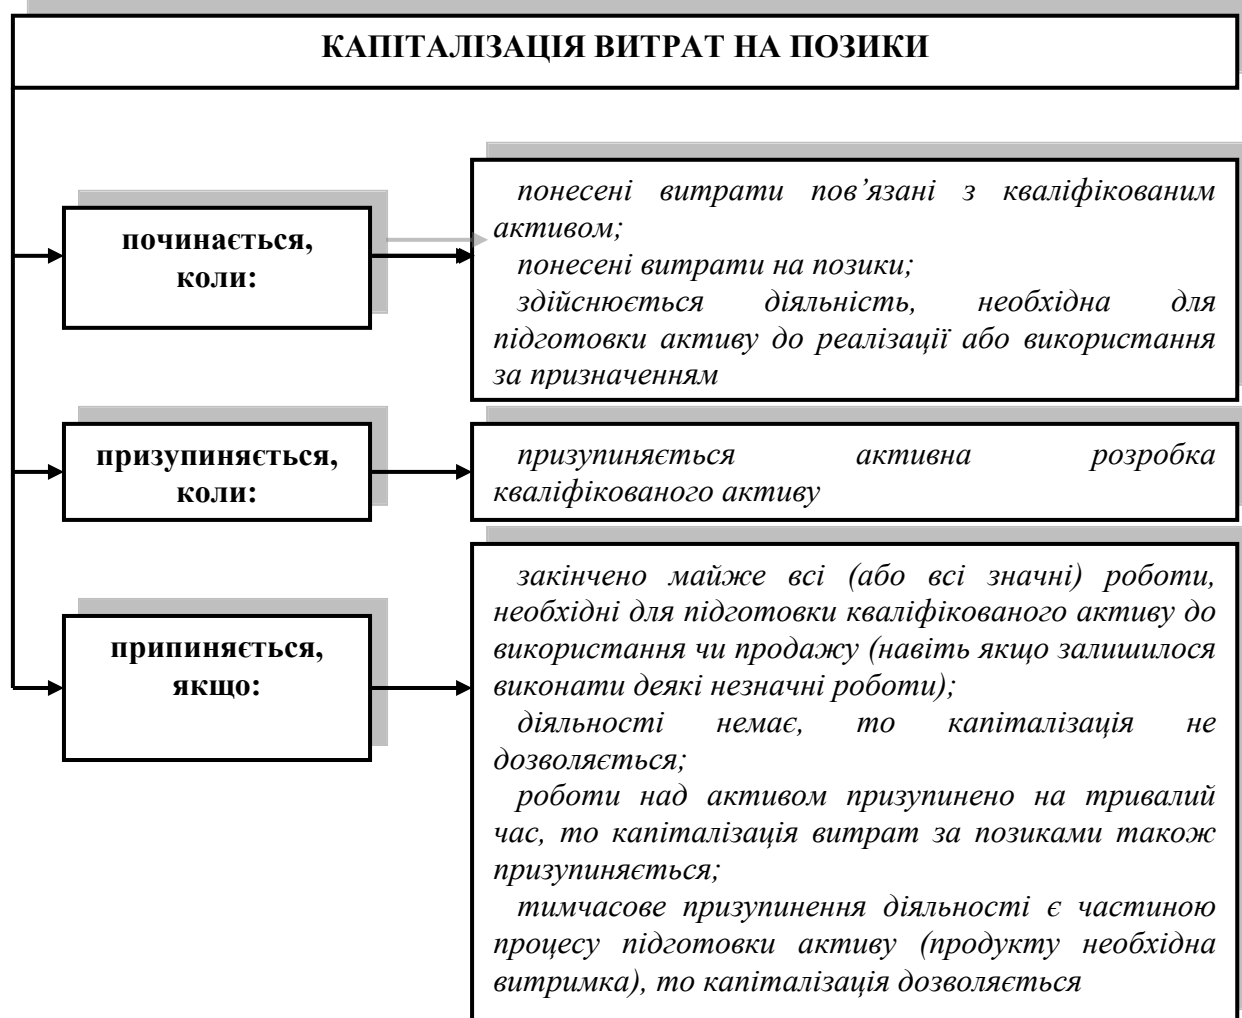 КАПІТАЛІЗАЦІЯ ВИТРАТ НА ПОЗИКИ
починається,
коли:
понесені витрати пов’язані з кваліфікованим
активом;
понесені витрати на позики;
здійснюється діяльність, необхідна для
підготовки активу до реалізації або використання
за призначенням
призупиняється,
коли:
призупиняється активна розробка
кваліфікованого активу
припиняється,
якщо:
закінчено майже всі (або всі значні) роботи,
необхідні для підготовки кваліфікованого активу до
використання чи продажу (навіть якщо залишилося
виконати деякі незначні роботи);
діяльності немає, то капіталізація не
дозволяється;
роботи над активом призупинено на тривалий
час, то капіталізація витрат за позиками також
призупиняється;
тимчасове призупинення діяльності є частиною
процесу підготовки активу (продукту необхідна
витримка), то капіталізація дозволяється